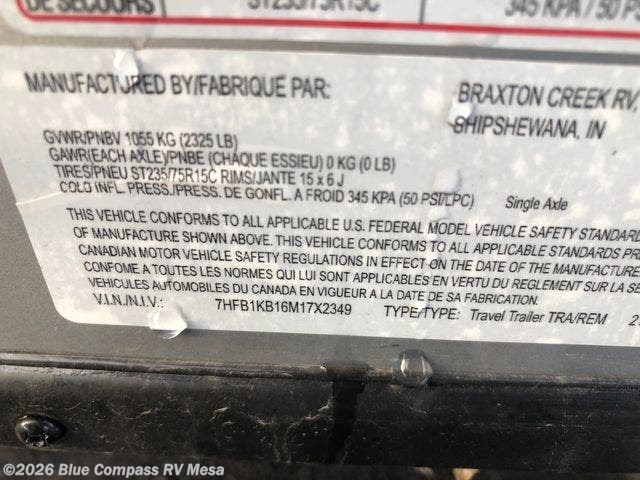 DE SECOURS ST235/75R15C 345 KPA / 50 PS
MANUFACTURED BY/FABRIQUE PAR: BRAXTON CREEK RV
SHIPSHEWANA, IN
GVWR/PNBV 1055 KG (2325 LB)
GAWR(EACH AXLE)/PNBE (CHAQUE ESSIEU) 0 KG (0 LB)
TIRES/PNEU ST235/75R15C RIMS/JANTE 15 x 6 J
COLD INFL. PRESS./PRESS. DE GONFL. A FROID 345 KPA (50 PSI/LPC) Single Axle
THIS VEHICLE CONFORMS TO ALL APPLICABLE U.S. FEDERAL MODEL VEHICLE SAFETY STANDARD
OF MANUFACTURE SHOWN ABOVE. THIS VEHICLE CONFORMS TO ALL APPLICABLE STANDARDS PR
CANADIAN MOTOR VEHICLE SAFETY REGULATIONS IN EFFECT ON THE DATE OF THE MANUFACTURE
CONFOME A TOUTES LES NORMES QUI LUI SONT APPLICABLES EN VERTU DU REGLEMENT SUR LA SE
VEHICULES AUTOMOBILES DU CANADA EN VIGUEUR A LA DATE DE SA FABRICATION.
V.I.N./N.I.V.: 7HFB1KB16M17X2349 TYPE/TYPE: Travel Trailer TRA/REM 2
©2026 Blue Compass RV Mesa